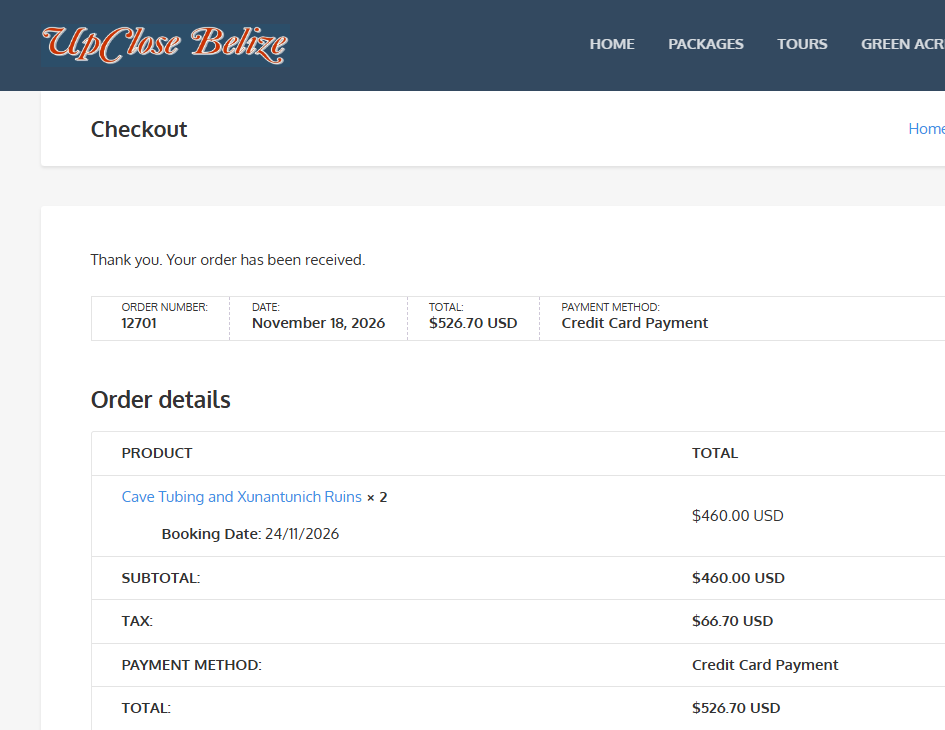 UpClose Belize
HOME PACKAGES TOURS GREEN ACR
Checkout
Home
Thank you. Your order has been received.
ORDER NUMBER: DATE: TOTAL: PAYMENT METHOD:
12701 November 18, 2026 $526.70 USD Credit Card Payment
Order details
PRODUCT TOTAL
Cave Tubing and Xunantunich Ruins × 2
$460.00 USD
Booking Date: 24/11/2026
SUBTOTAL: $460.00 USD
TAX: $66.70 USD
PAYMENT METHOD: Credit Card Payment
TOTAL: $526.70 USD